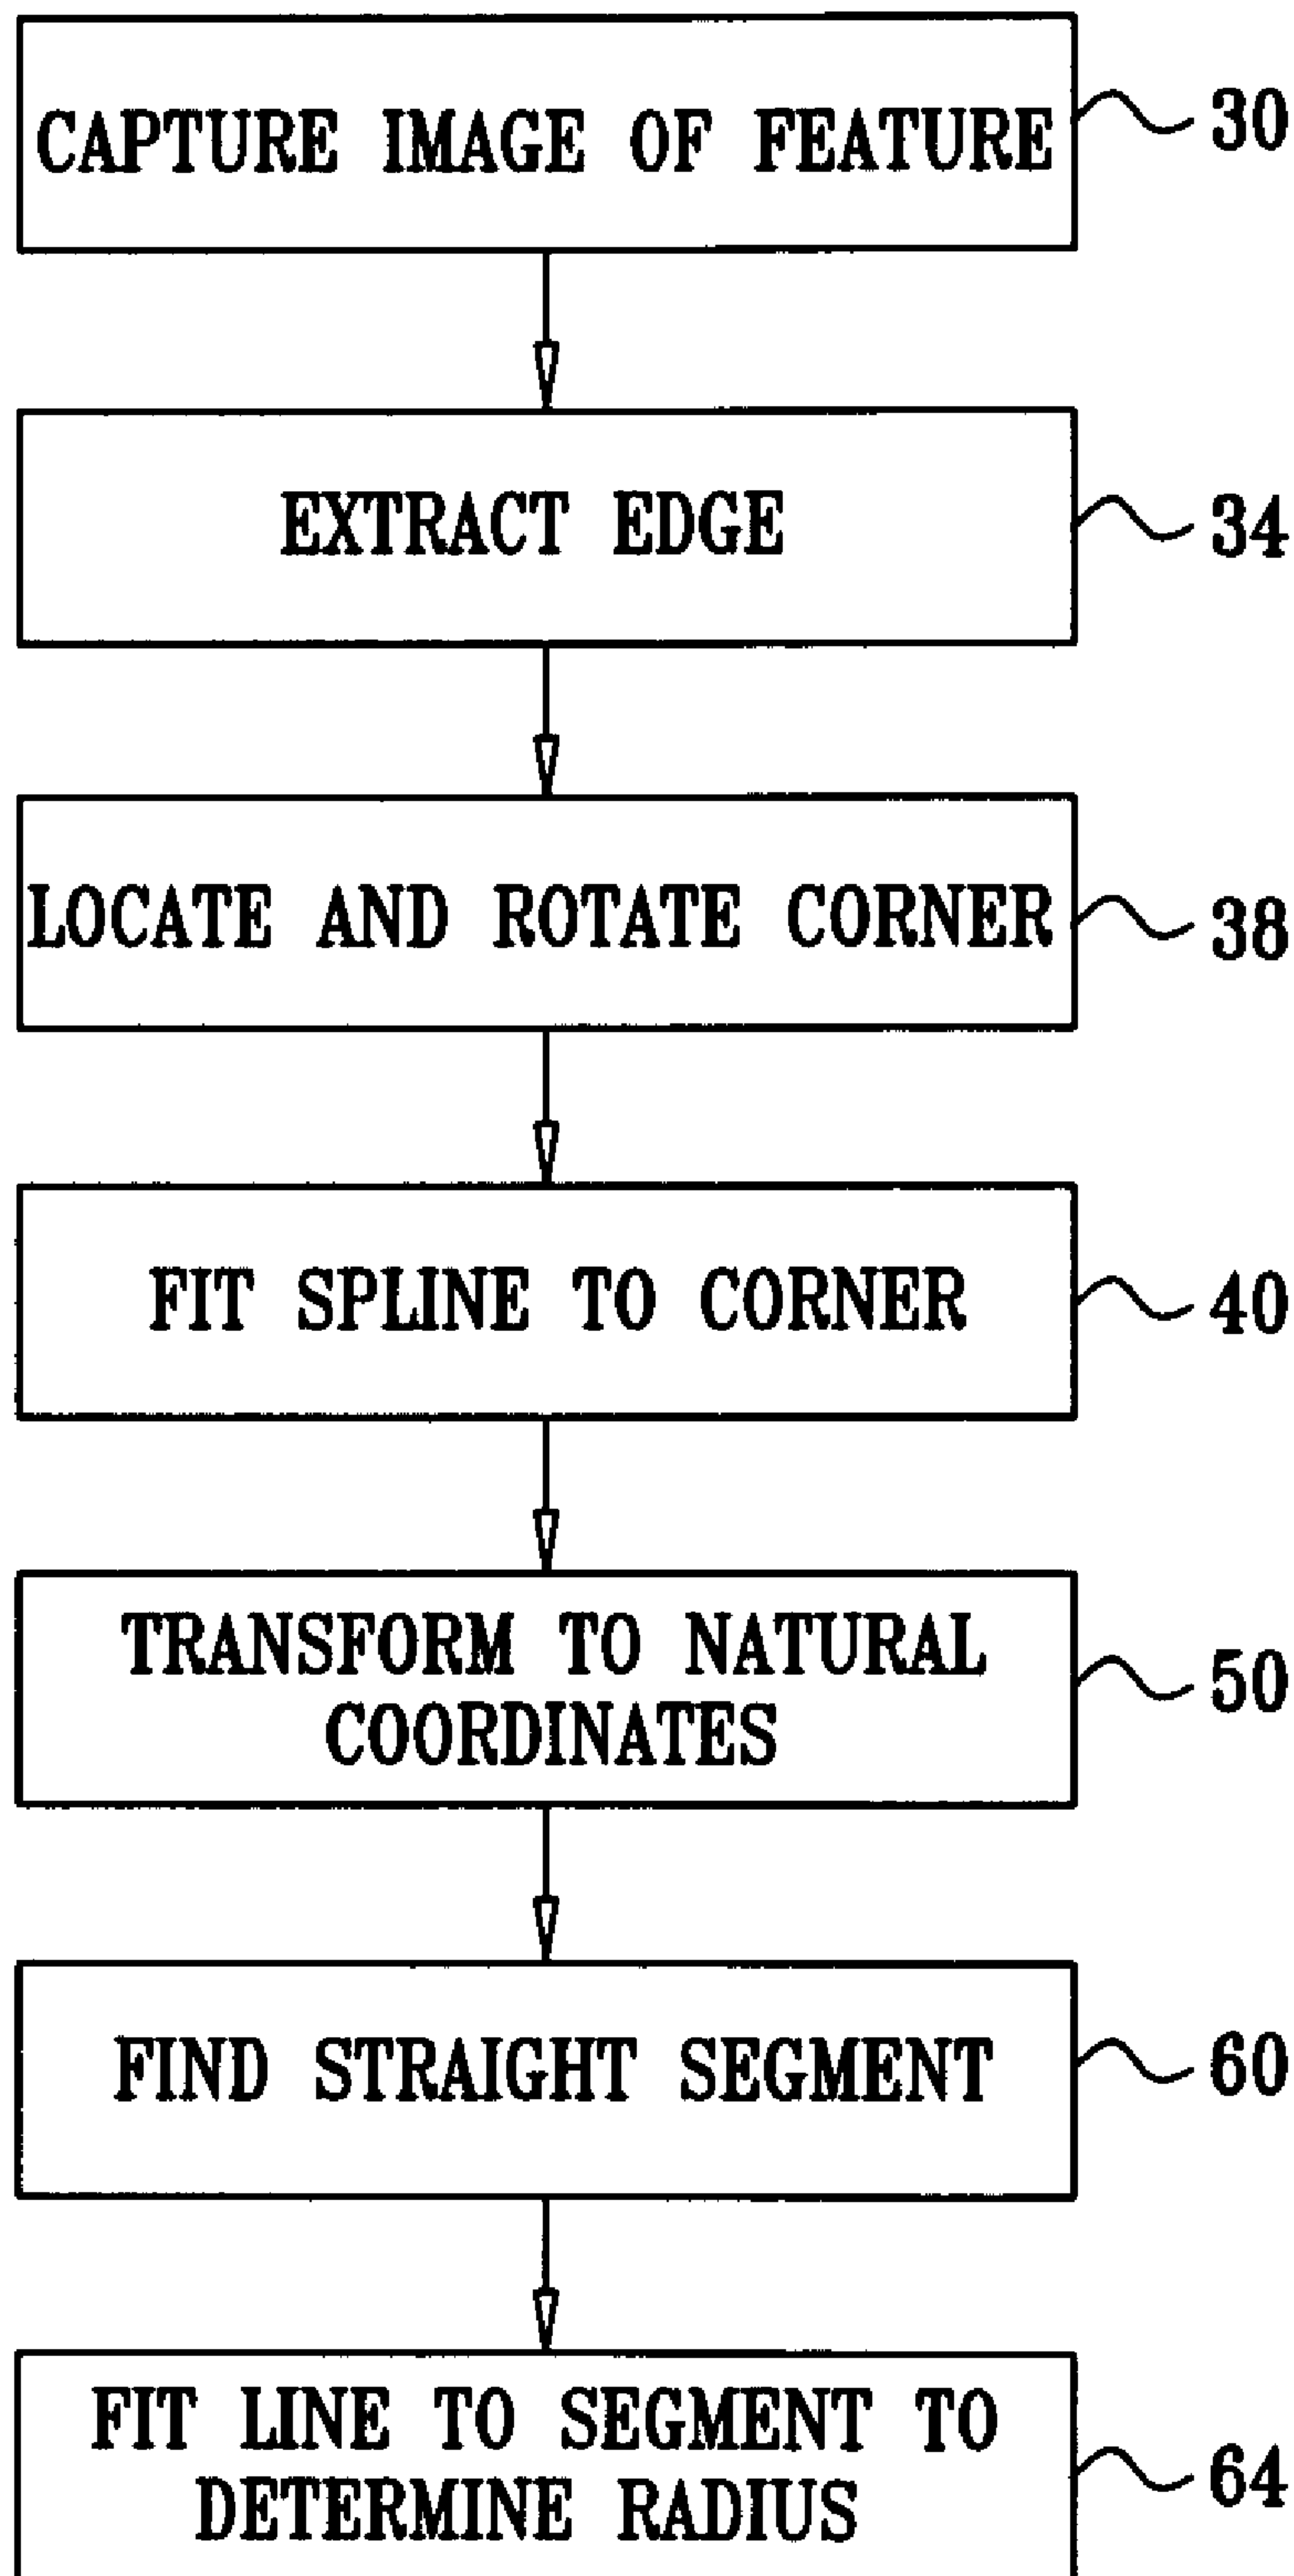 CAPTURE IMAGE OF FEATURE
30
EXTRACT EDGE
34
LOCATE AND ROTATE CORNER
38
FIT SPLINE TO CORNER
40
TRANSFORM TO NATURAL
COORDINATES
50
FIND STRAIGHT SEGMENT
60
FIT LINE TO SEGMENT TO
DETERMINE RADIUS
64